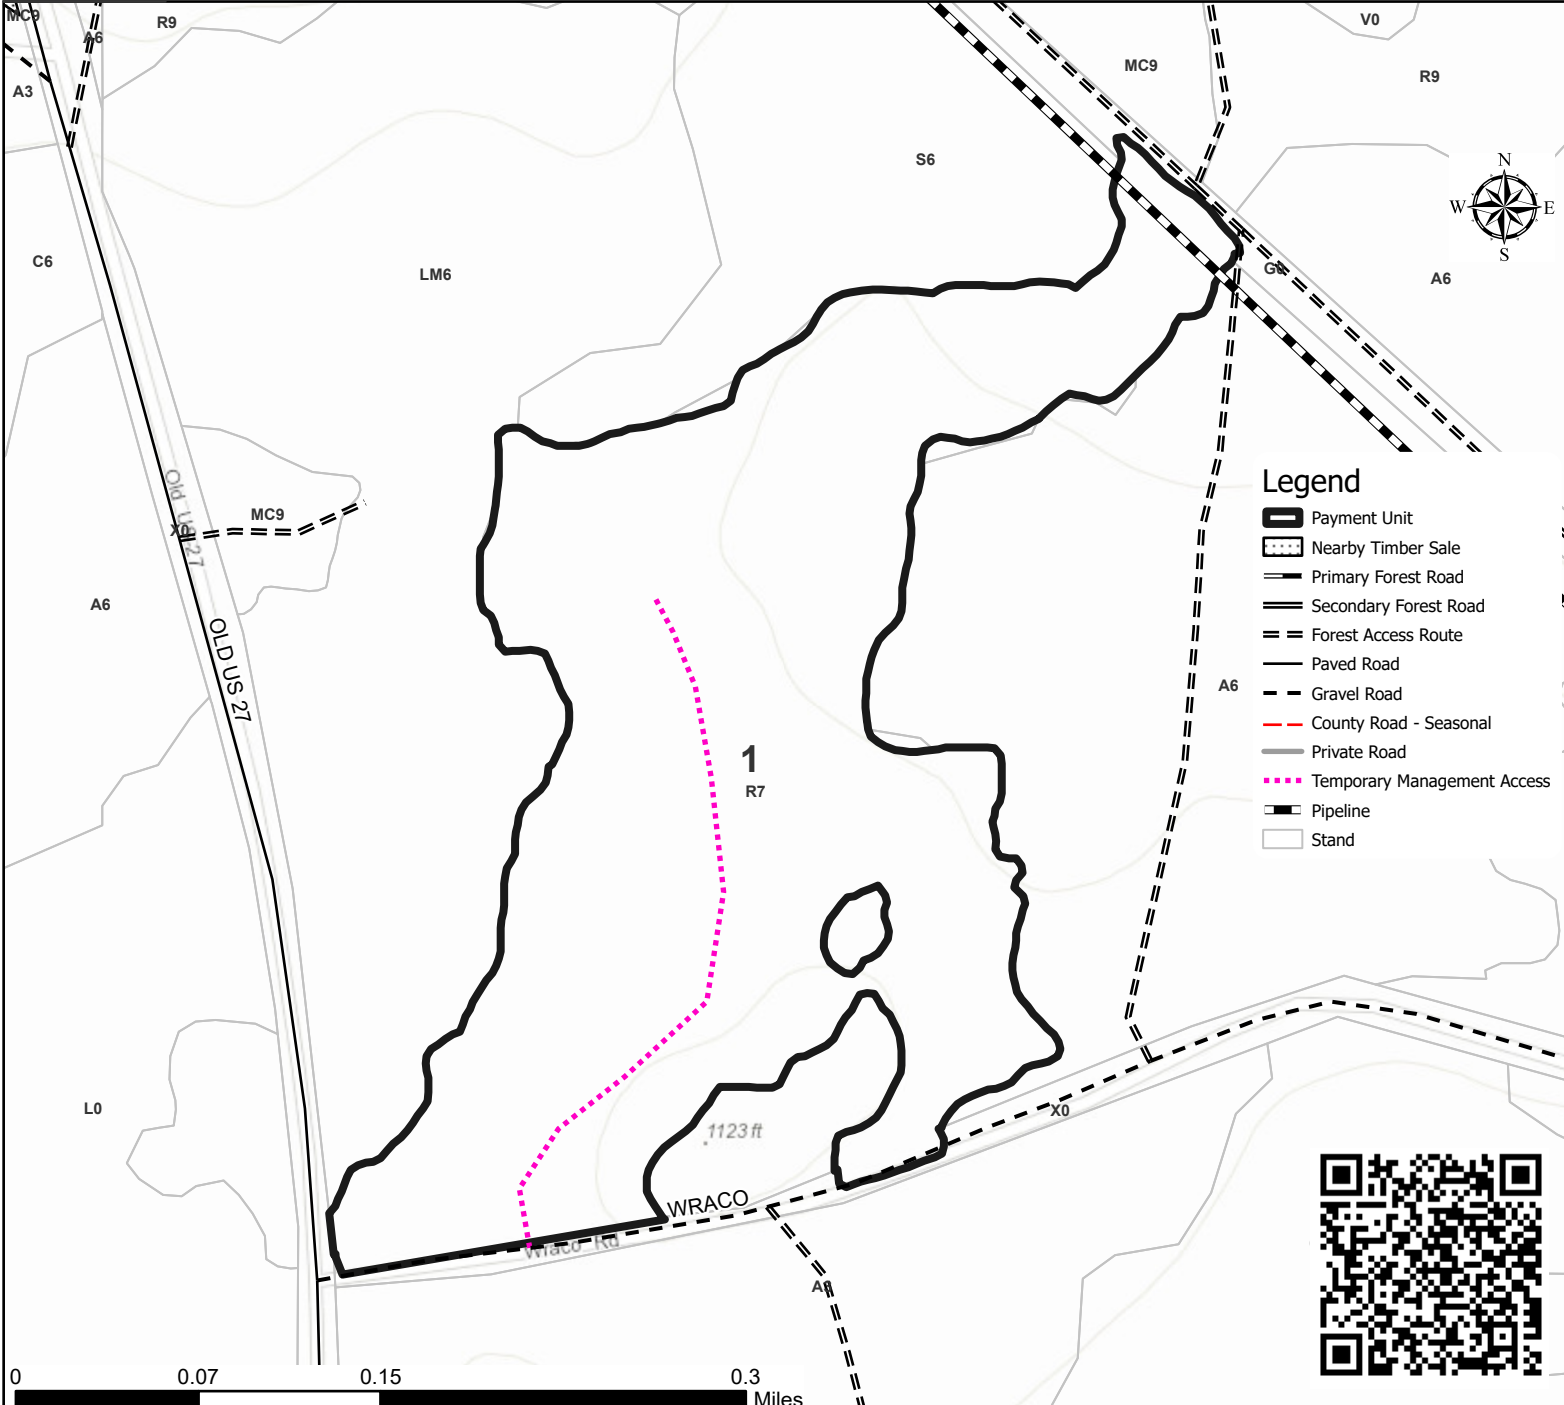 MC9
R9
A6
V0
MC9
R9
A3
S6
N
W
E
S
C6
LM6
G0
A6
Legend
Payment Unit
Nearby Timber Sale
Primary Forest Road
Secondary Forest Road
Forest Access Route
Paved Road
Gravel Road
County Road - Seasonal
Private Road
Temporary Management Access
Pipeline
Stand
Old US 27
MC9
X0
A6
OLD US 27
A6
1
R7
L0
X0
1123 ft
WRACO
Wraco Rd
A8
0
0.07
0.15
0.3
Miles